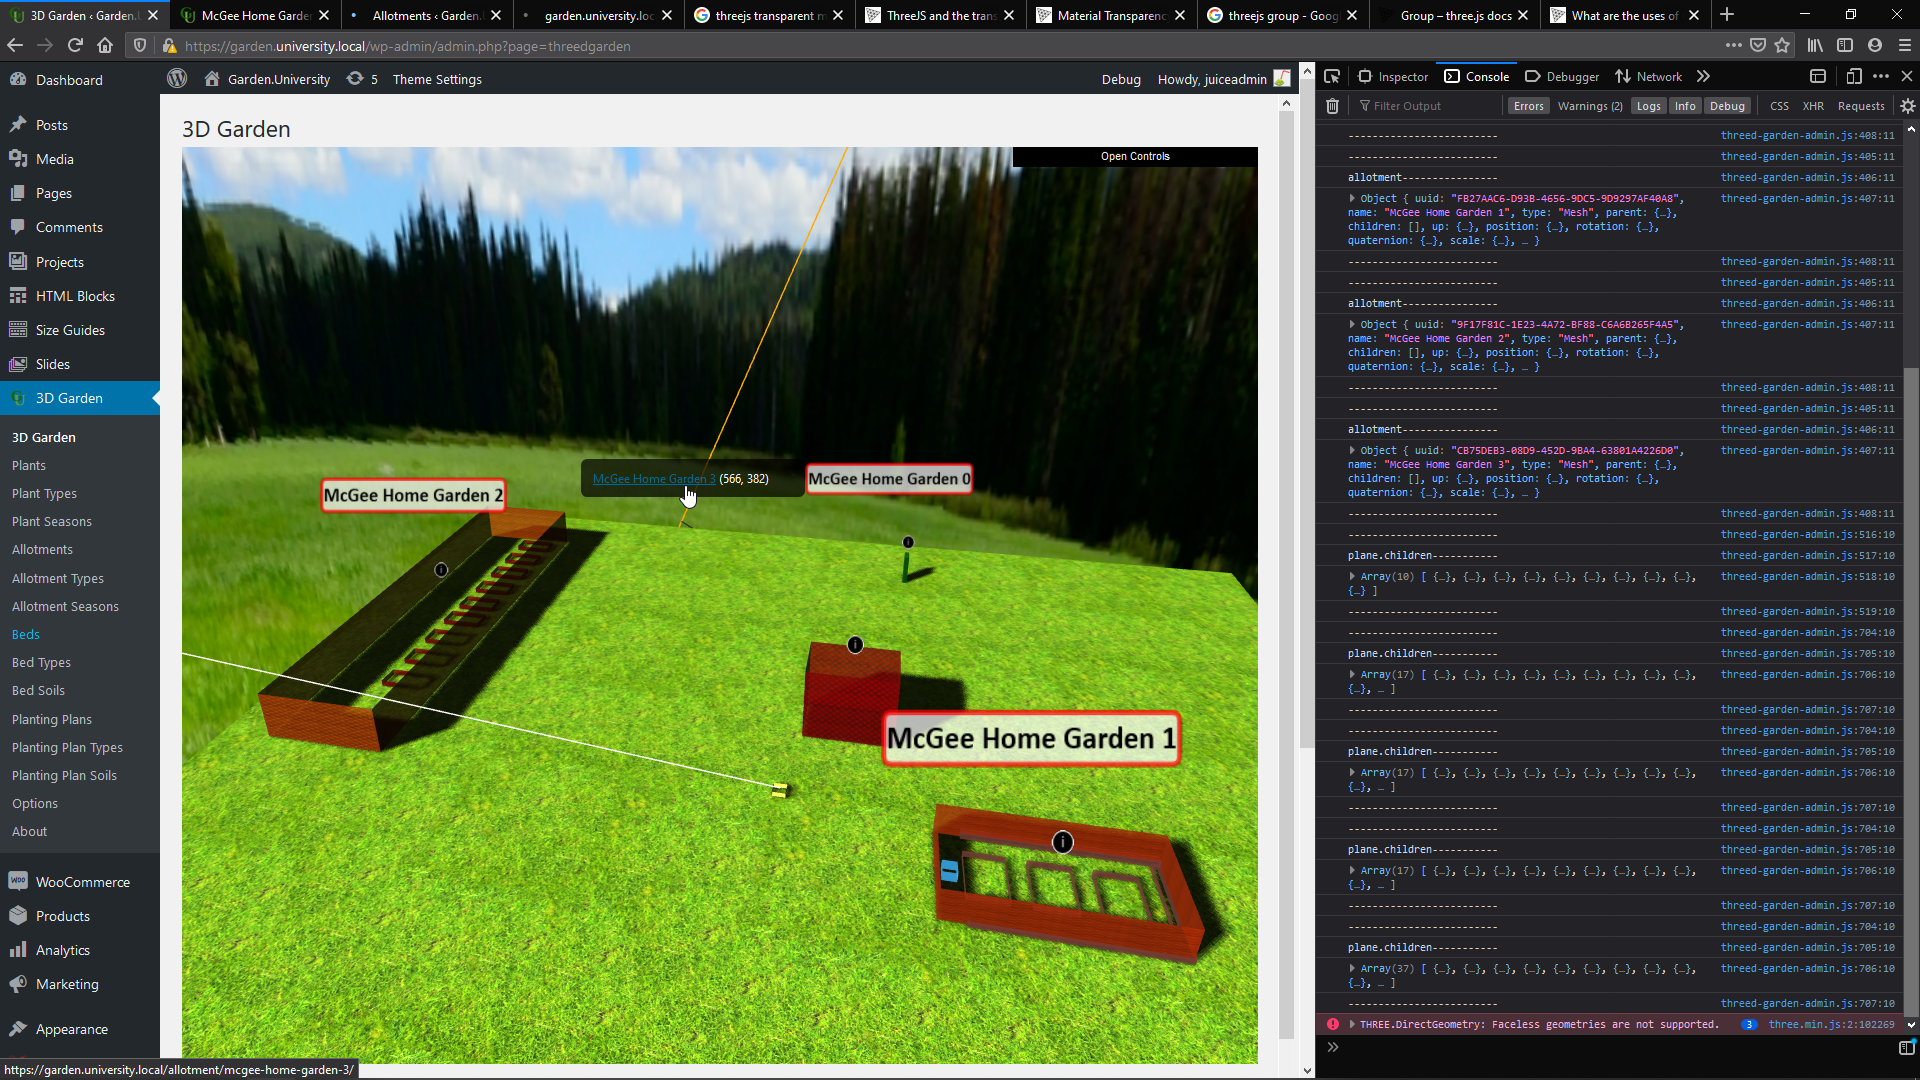 3D Garden ‹ Garden.U
McGee Home Garde
Allotments ‹ Garden.
garden.university.loc
threejs transparent m
ThreeJS and the tran
Material Transparenc
threejs group - Goog
Group – three.js docs
What are the uses of
https://garden.university.local/wp-admin/admin.php?page=threedgarden
Garden.University
5
Theme Settings
Debug
Howdy, juiceadmin
Dashboard
Posts
Media
Pages
Comments
Projects
HTML Blocks
Size Guides
Slides
3D Garden
3D Garden
Plants
Plant Types
Plant Seasons
Allotments
Allotment Types
Allotment Seasons
Beds
Bed Types
Bed Soils
Planting Plans
Planting Plan Types
Planting Plan Soils
Options
About
WooCommerce
Products
Analytics
Marketing
Appearance
https://garden.university.local/allotment/mcgee-home-garden-3/
3D Garden
Open Controls
McGee Home Garden 2
McGee Home Garden 3 (566, 382)
McGee Home Garden 0
McGee Home Garden 1
Inspector
Console
Debugger
Network
Filter Output
Errors
Warnings (2)
Logs
Info
Debug
CSS
XHR
Requests
------------------------- threed-garden-admin.js:408:11
------------------------- threed-garden-admin.js:405:11
allotment---------------- threed-garden-admin.js:406:11
Object { uuid: "FB27AAC6-D93B-4656-9DC5-9D9297AF40A8", threed-garden-admin.js:407:11
name: "McGee Home Garden 1", type: "Mesh", parent: {…},
children: [], up: {…}, position: {…}, rotation: {…},
quaternion: {…}, scale: {…}, … }
------------------------- threed-garden-admin.js:408:11
------------------------- threed-garden-admin.js:405:11
allotment---------------- threed-garden-admin.js:406:11
Object { uuid: "9F17F81C-1E23-4A72-BF88-C6A6B265F4A5", threed-garden-admin.js:407:11
name: "McGee Home Garden 2", type: "Mesh", parent: {…},
children: [], up: {…}, position: {…}, rotation: {…},
quaternion: {…}, scale: {…}, … }
------------------------- threed-garden-admin.js:408:11
------------------------- threed-garden-admin.js:405:11
allotment---------------- threed-garden-admin.js:406:11
Object { uuid: "CB75DEB3-08D9-452D-9BA4-63801A4226D0", threed-garden-admin.js:407:11
name: "McGee Home Garden 3", type: "Mesh", parent: {…},
children: [], up: {…}, position: {…}, rotation: {…},
quaternion: {…}, scale: {…}, … }
------------------------- threed-garden-admin.js:408:11
------------------------- threed-garden-admin.js:516:10
plane.children----------- threed-garden-admin.js:517:10
Array(10) [ {…}, {…}, {…}, {…}, {…}, {…}, {…}, {…}, {…}, threed-garden-admin.js:518:10
{…} ]
------------------------- threed-garden-admin.js:519:10
------------------------- threed-garden-admin.js:704:10
plane.children----------- threed-garden-admin.js:705:10
Array(17) [ {…}, {…}, {…}, {…}, {…}, {…}, {…}, {…}, {…}, threed-garden-admin.js:706:10
{…}, … ]
------------------------- threed-garden-admin.js:707:10
------------------------- threed-garden-admin.js:704:10
plane.children----------- threed-garden-admin.js:705:10
Array(17) [ {…}, {…}, {…}, {…}, {…}, {…}, {…}, {…}, {…}, threed-garden-admin.js:706:10
{…}, … ]
------------------------- threed-garden-admin.js:707:10
------------------------- threed-garden-admin.js:704:10
plane.children----------- threed-garden-admin.js:705:10
Array(17) [ {…}, {…}, {…}, {…}, {…}, {…}, {…}, {…}, {…}, threed-garden-admin.js:706:10
{…}, … ]
------------------------- threed-garden-admin.js:707:10
------------------------- threed-garden-admin.js:704:10
plane.children----------- threed-garden-admin.js:705:10
Array(37) [ {…}, {…}, {…}, {…}, {…}, {…}, {…}, {…}, {…}, threed-garden-admin.js:706:10
{…}, … ]
------------------------- threed-garden-admin.js:707:10
THREE.DirectGeometry: Faceless geometries are not supported. 3 three.min.js:2:102269